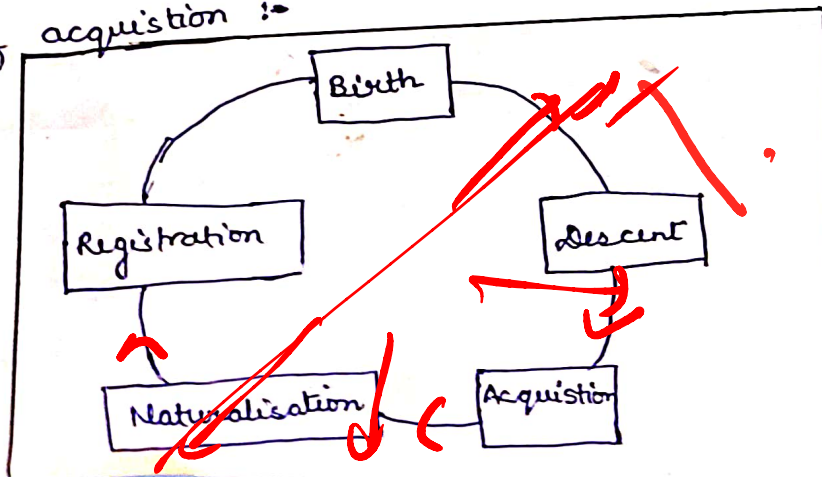 acquistion :-
Birth
Registration
Descent
Naturalisation
Acquistion